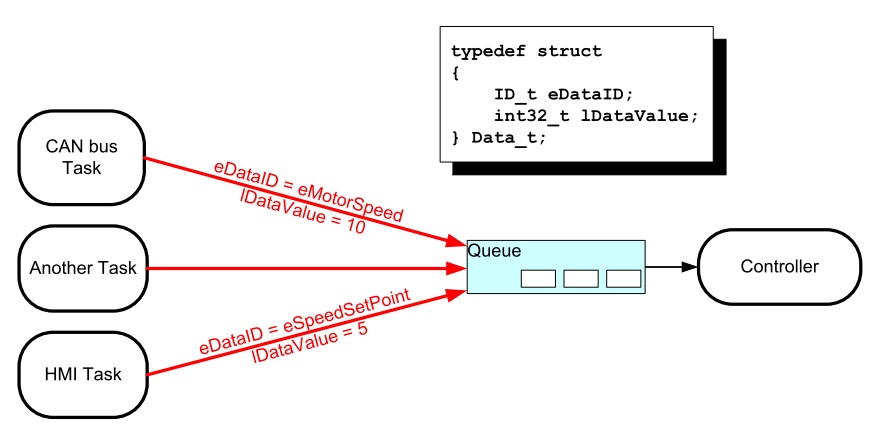 typedef struct
{
    ID_t eDataID;
    int32_t lDataValue;
} Data_t;
CAN bus
Task
eDataID = eMotorSpeed
lDataValue = 10
Another Task
Queue
Controller
eDataID = eSpeedSetPoint
lDataValue = 5
HMI Task